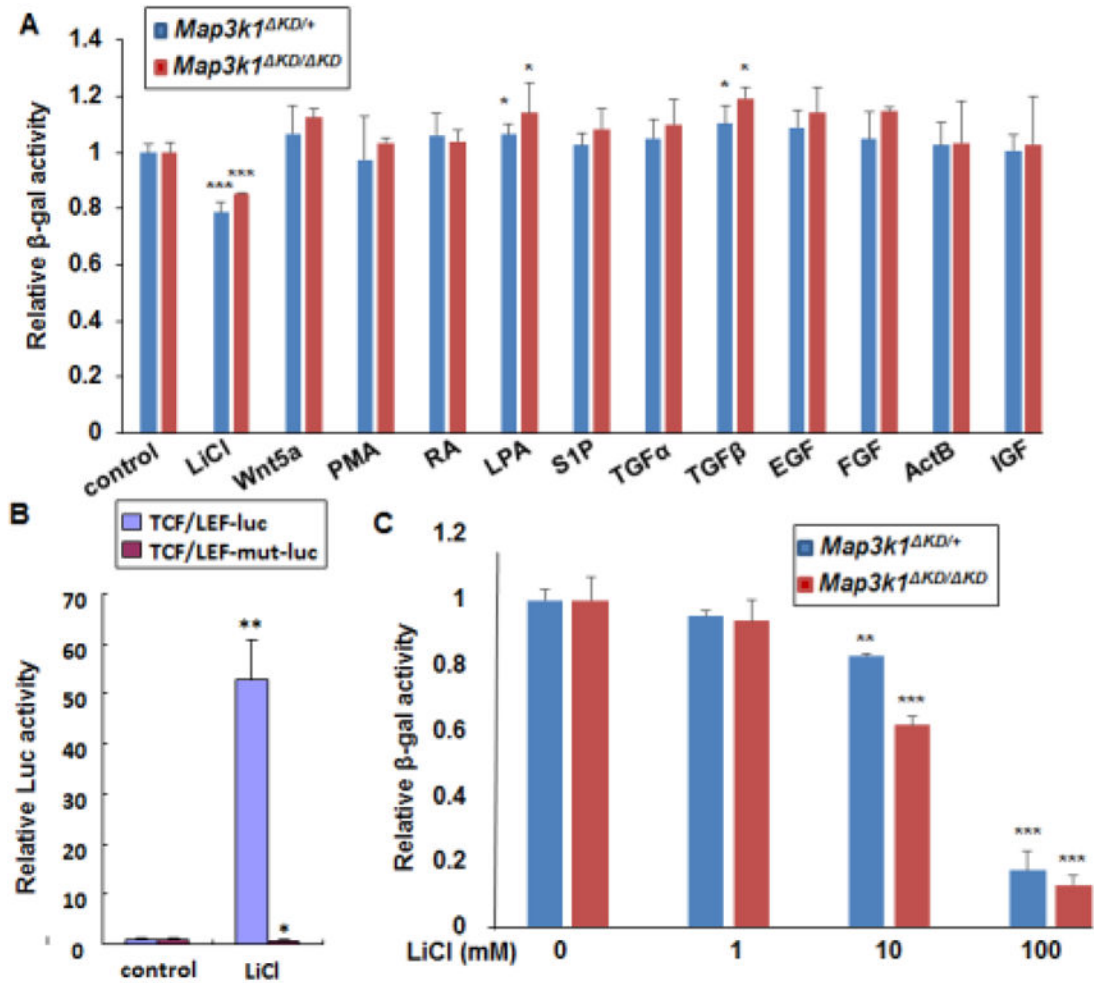 A
Map3k1ΔKD/+
Map3k1ΔKD/ΔKD
Relative β-gal activity
1.4
1.2
1
0.8
0.6
0.4
0.2
0
*** ***
* *
* *
control LiCl Wnt5a PMA RA LPA S1P TGFα TGFβ EGF FGF ActB IGF
B
TCF/LEF-luc
TCF/LEF-mut-luc
Relative Luc activity
70
60
50
40
30
20
10
0
**
*
control LiCl
C
Map3k1ΔKD/+
Map3k1ΔKD/ΔKD
Relative β-gal activity
1.2
1
0.8
0.6
0.4
0.2
0
**
***
***
***
LiCl (mM) 0 1 10 100